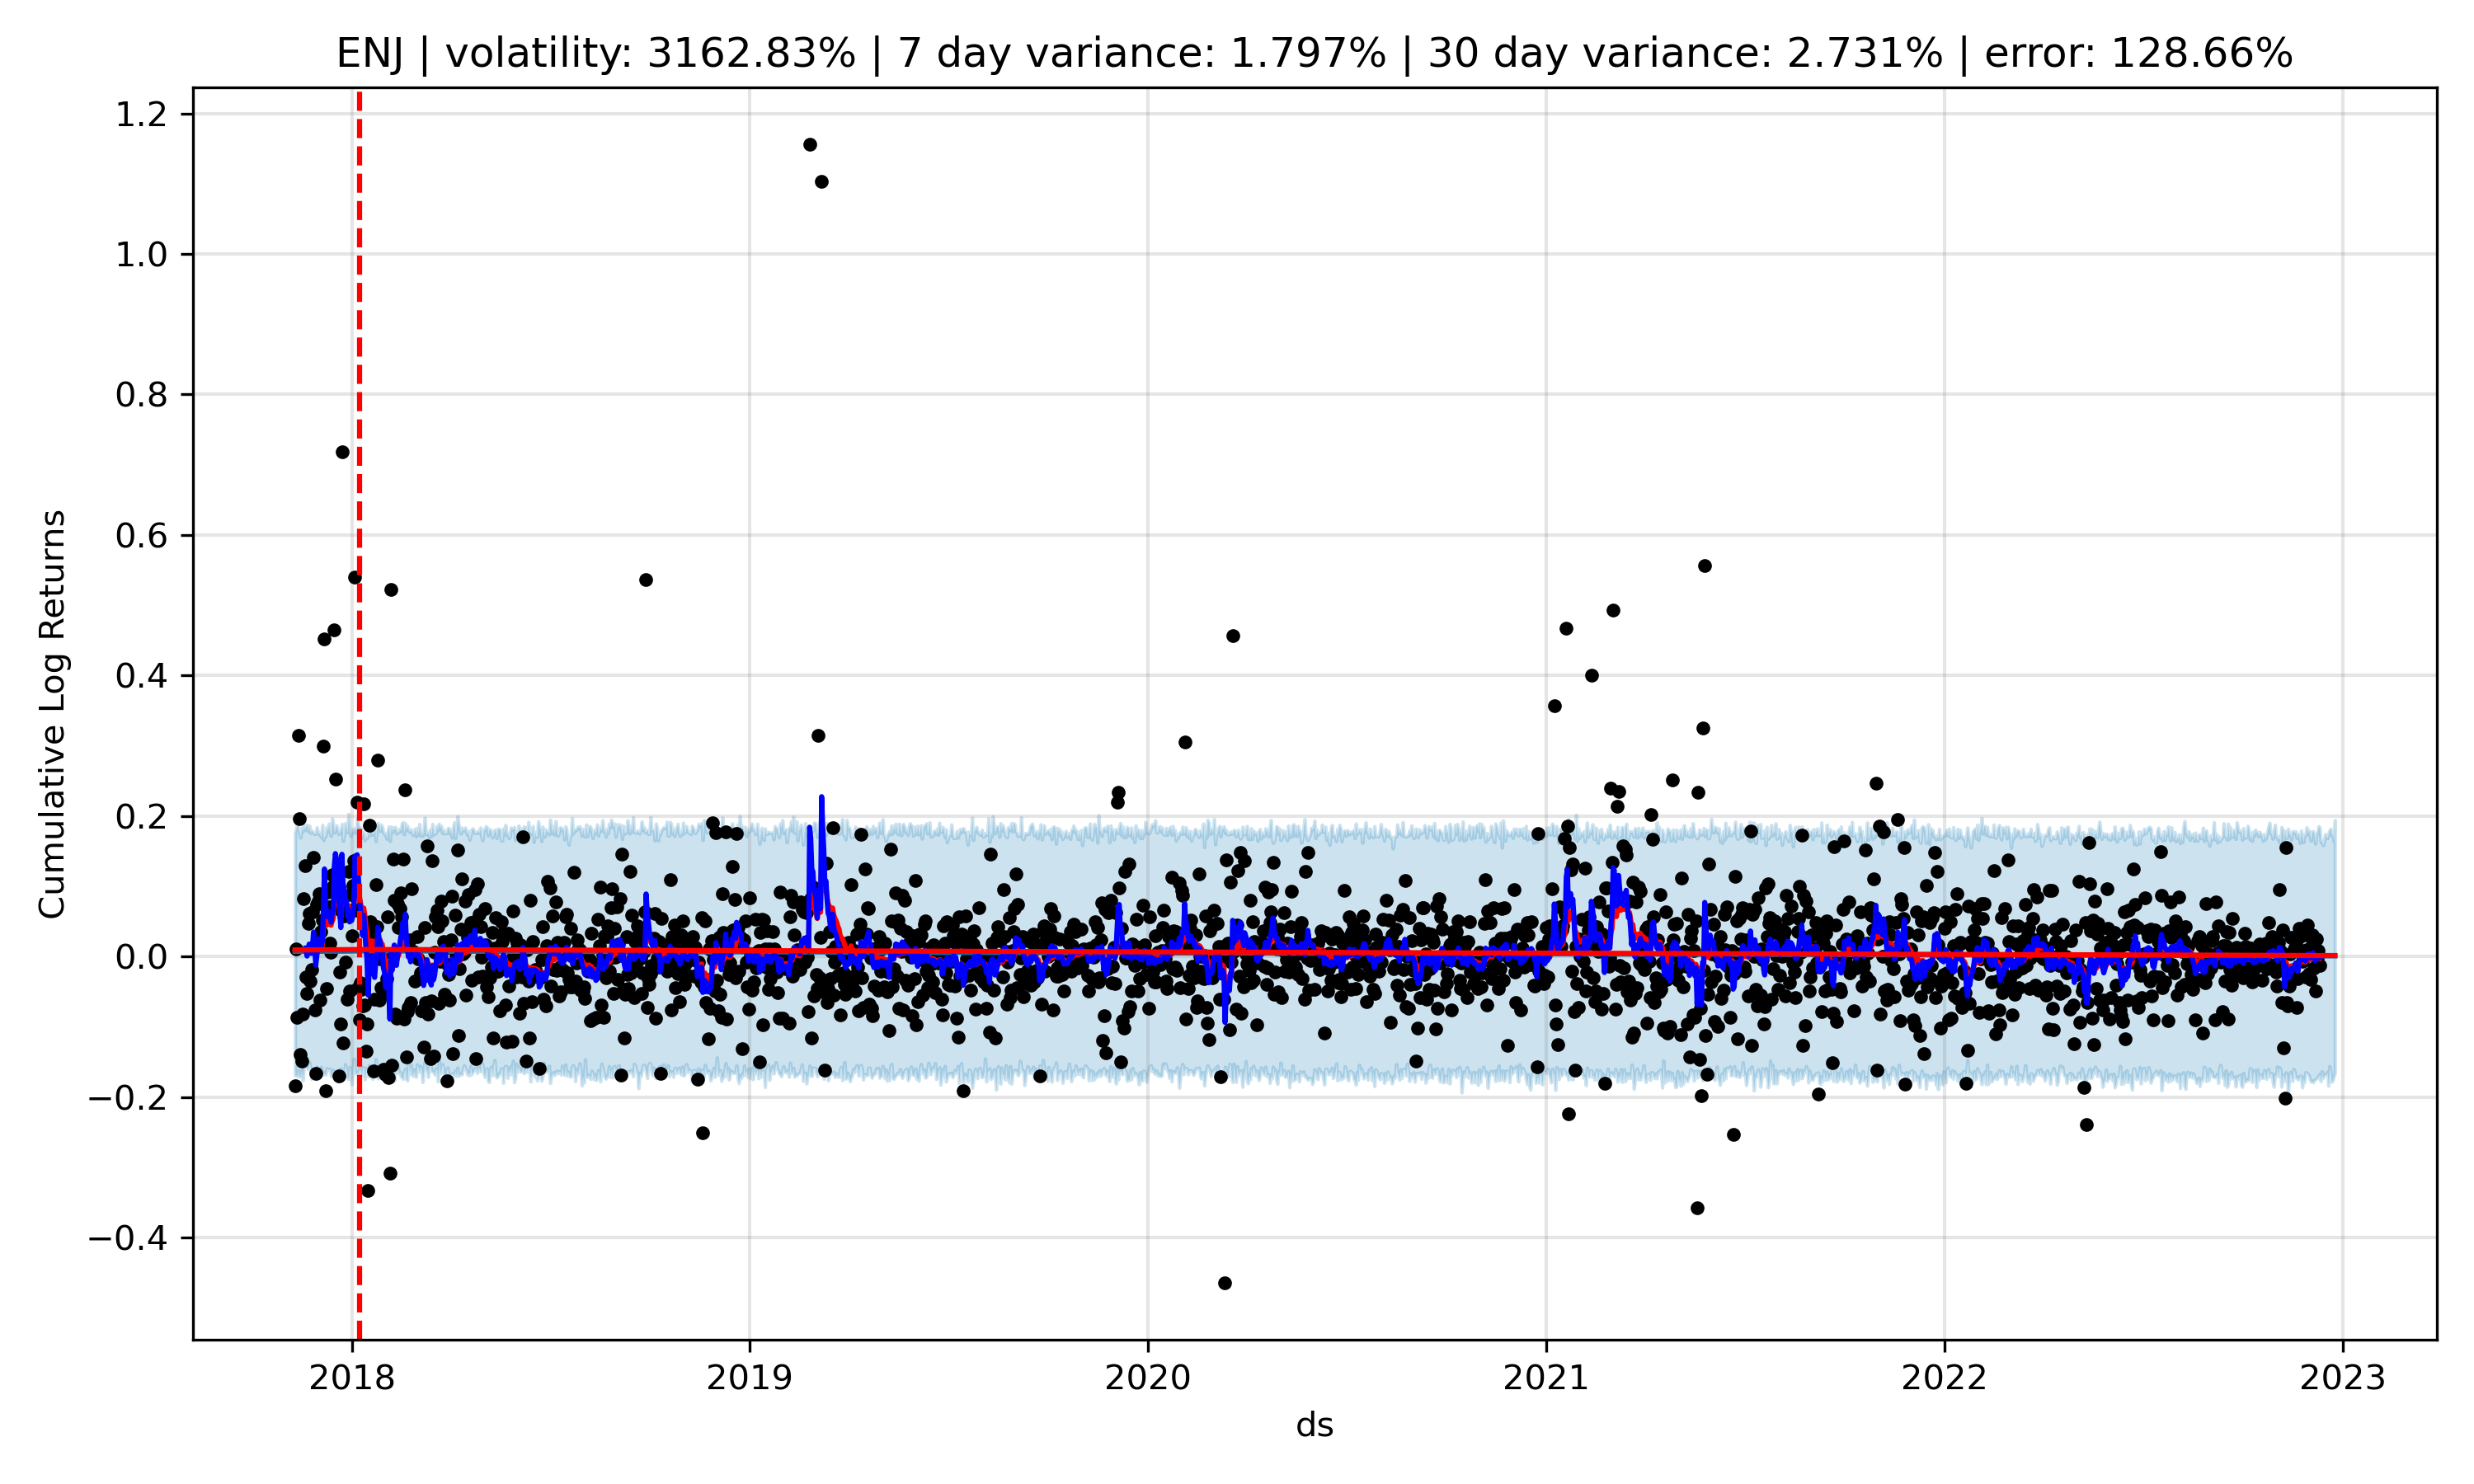 ENJ | volatility: 3162.83% | 7 day variance: 1.797% | 30 day variance: 2.731% | error: 128.66%
1.2
1.0
0.8
0.6
0.4
0.2
0.0
−0.2
−0.4
Cumulative Log Returns
2018 2019 2020 2021 2022 2023
ds